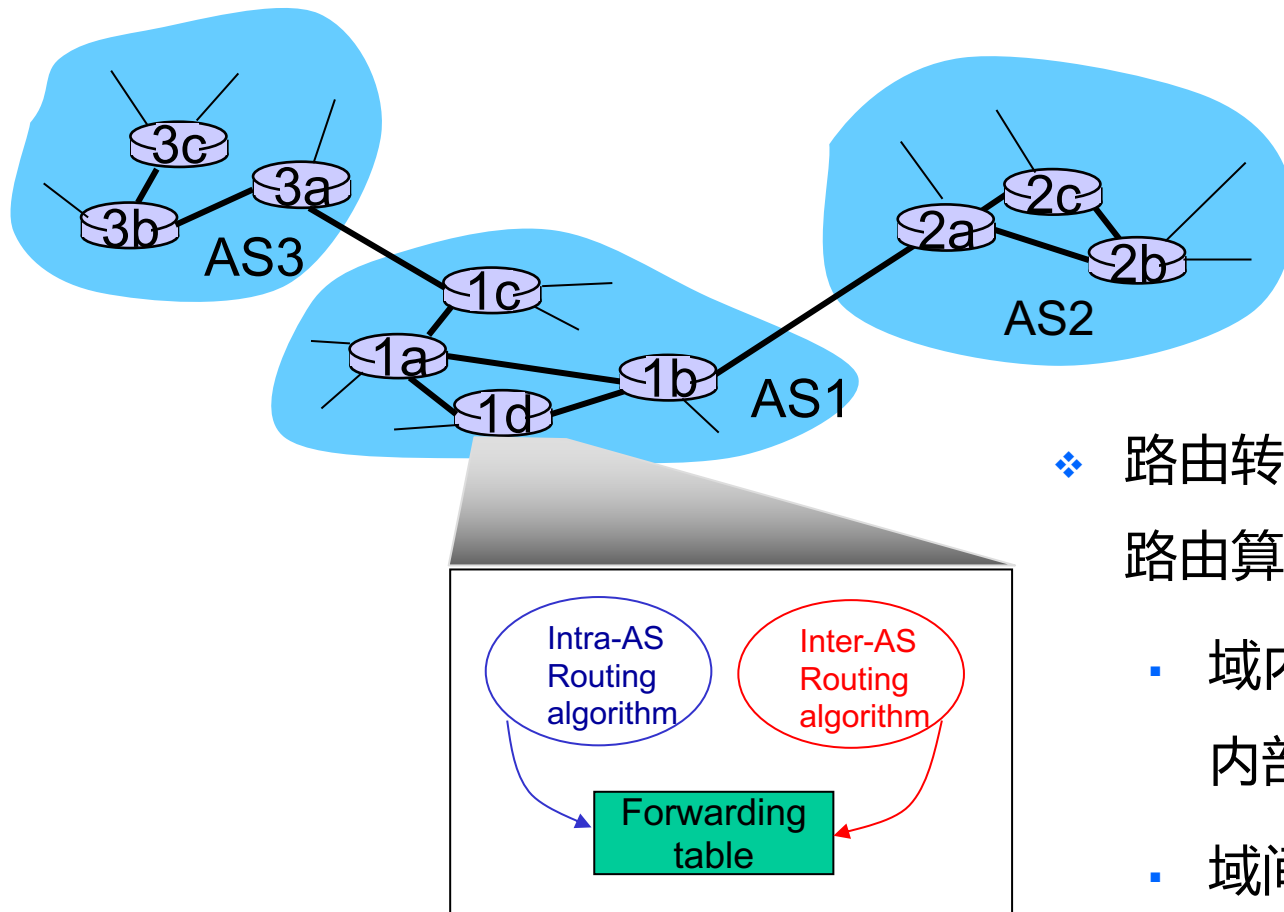 3c
3a
3b
AS3
2c
2a
2b
AS2
1c
1a
1b
1d
AS1
路由转
路由算
域内
内部
域间
Intra-AS
Routing
algorithm
Inter-AS
Routing
algorithm
Forwarding
table